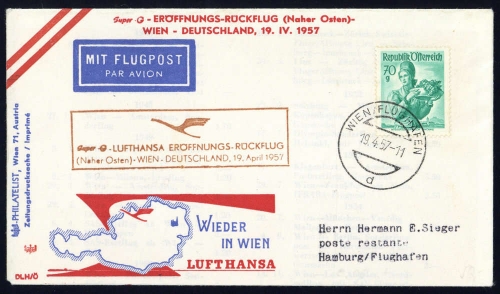 Super-G - ERÖFFNUNGS-RÜCKFLUG (Naher Osten)-
WIEN - DEUTSCHLAND, 19. IV. 1957
MIT FLUGPOST
PAR AVION
Republik Österreich
70
g
WIEN-FLUGHAFEN
19.4.57-11
d
Super-G-LUFTHANSA ERÖFFNUNGS-RÜCKFLUG
(Naher Osten)-WIEN-DEUTSCHLAND, 19. April 1957
PHILATELIST, Wien 71, Austria
Zeitungsdrucksache / Imprimé
WIEDER
IN WIEN
LUFTHANSA
DLH/Ö
Herrn Hermann E.Sieger
poste restante
Hamburg/Flughafen